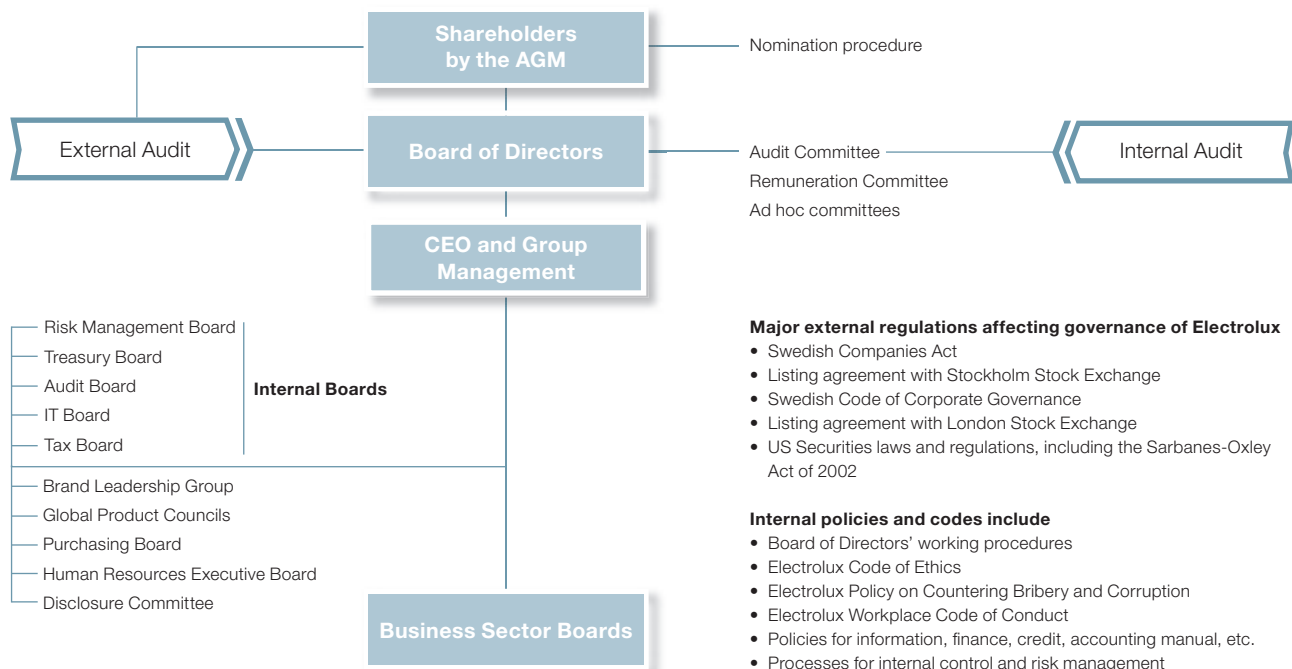 Shareholders
by the AGM
Nomination procedure
External Audit
Board of Directors
Audit Committee
Remuneration Committee
Ad hoc committees
Internal Audit
CEO and Group
Management
Risk Management Board
Treasury Board
Audit Board
IT Board
Tax Board
Internal Boards
Brand Leadership Group
Global Product Councils
Purchasing Board
Human Resources Executive Board
Disclosure Committee
Business Sector Boards
Major external regulations affecting governance of Electrolux
• Swedish Companies Act
• Listing agreement with Stockholm Stock Exchange
• Swedish Code of Corporate Governance
• Listing agreement with London Stock Exchange
• US Securities laws and regulations, including the Sarbanes-Oxley
Act of 2002
Internal policies and codes include
• Board of Directors’ working procedures
• Electrolux Code of Ethics
• Electrolux Policy on Countering Bribery and Corruption
• Electrolux Workplace Code of Conduct
• Policies for information, finance, credit, accounting manual, etc.
• Processes for internal control and risk management